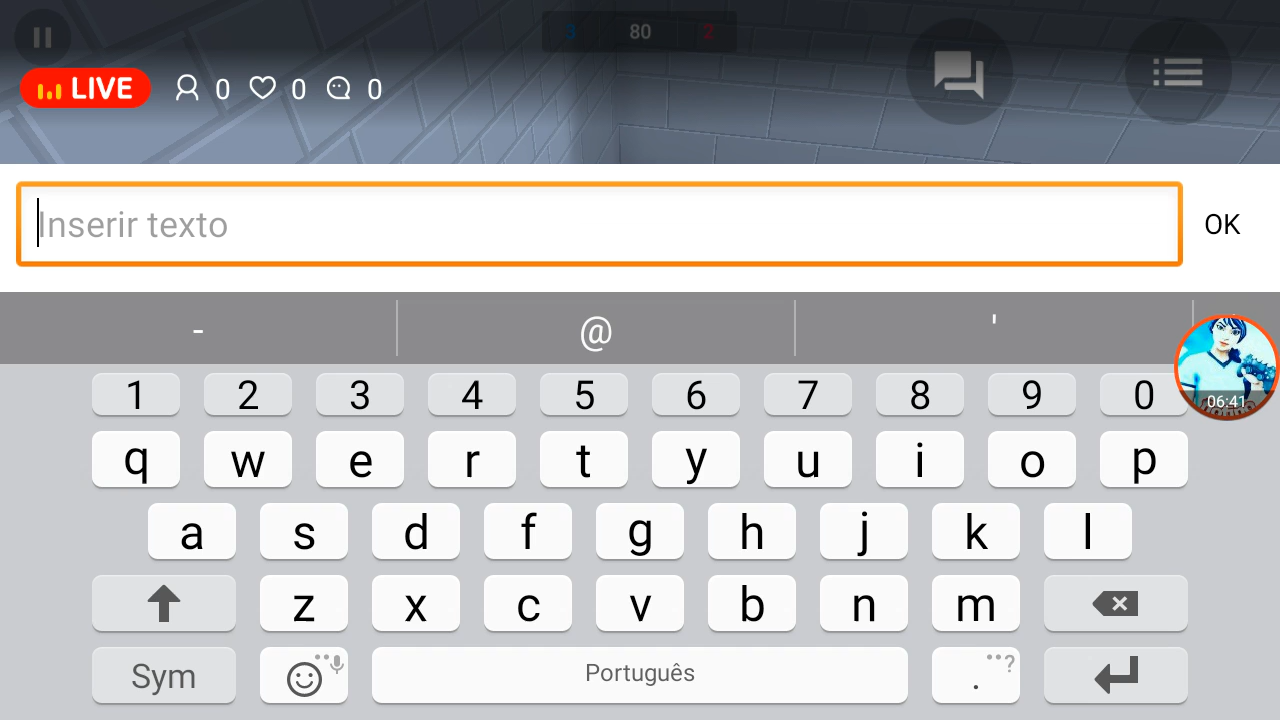 3 80 2
LIVE 0 0 0
Inserir texto
OK
- @ '
1 2 3 4 5 6 7 8 9 0
06:41
q w e r t y u i o p
a s d f g h j k l
z x c v b n m
Sym Português . ?